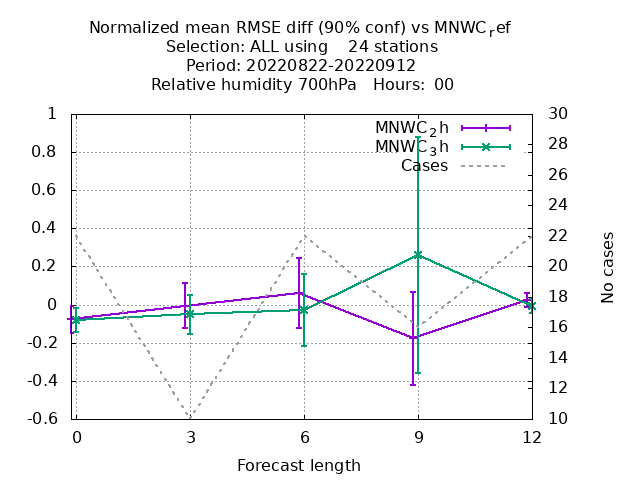 Normalized mean RMSE diff (90% conf) vs MNWC_ref
Selection: ALL using 24 stations
Period: 20220822-20220912
Relative humidity 700hPa Hours: 00
MNWC_2h
MNWC_3h
Cases
1
0.8
0.6
0.4
0.2
0
-0.2
-0.4
-0.6
30
28
26
24
22
20
18
16
14
12
10
No cases
0 3 6 9 12
Forecast length